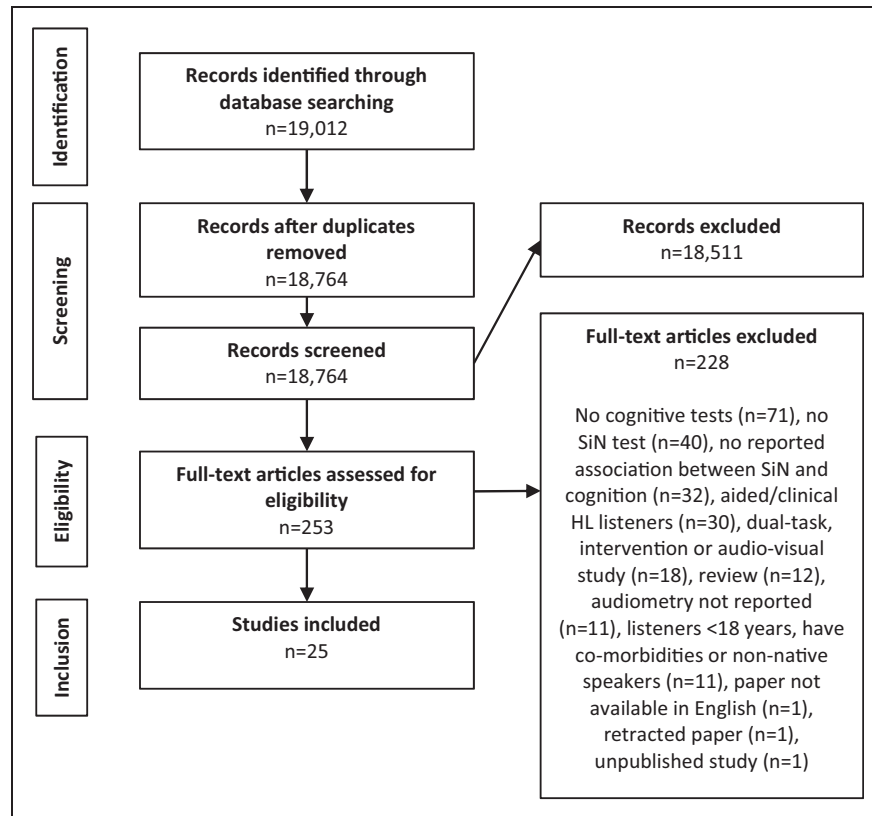 Identification
Records identified through
database searching
n=19,012
Screening
Records after duplicates
removed
n=18,764
Records excluded
n=18,511
Records screened
n=18,764
Eligibility
Full-text articles assessed for
eligibility
n=253
Full-text articles excluded
n=228
No cognitive tests (n=71), no
SiN test (n=40), no reported
association between SiN and
cognition (n=32), aided/clinical
HL listeners (n=30), dual-task,
intervention or audio-visual
study (n=18), review (n=12),
audiometry not reported
(n=11), listeners <18 years, have
co-morbidities or non-native
speakers (n=11), paper not
available in English (n=1),
retracted paper (n=1),
unpublished study (n=1)
Inclusion
Studies included
n=25